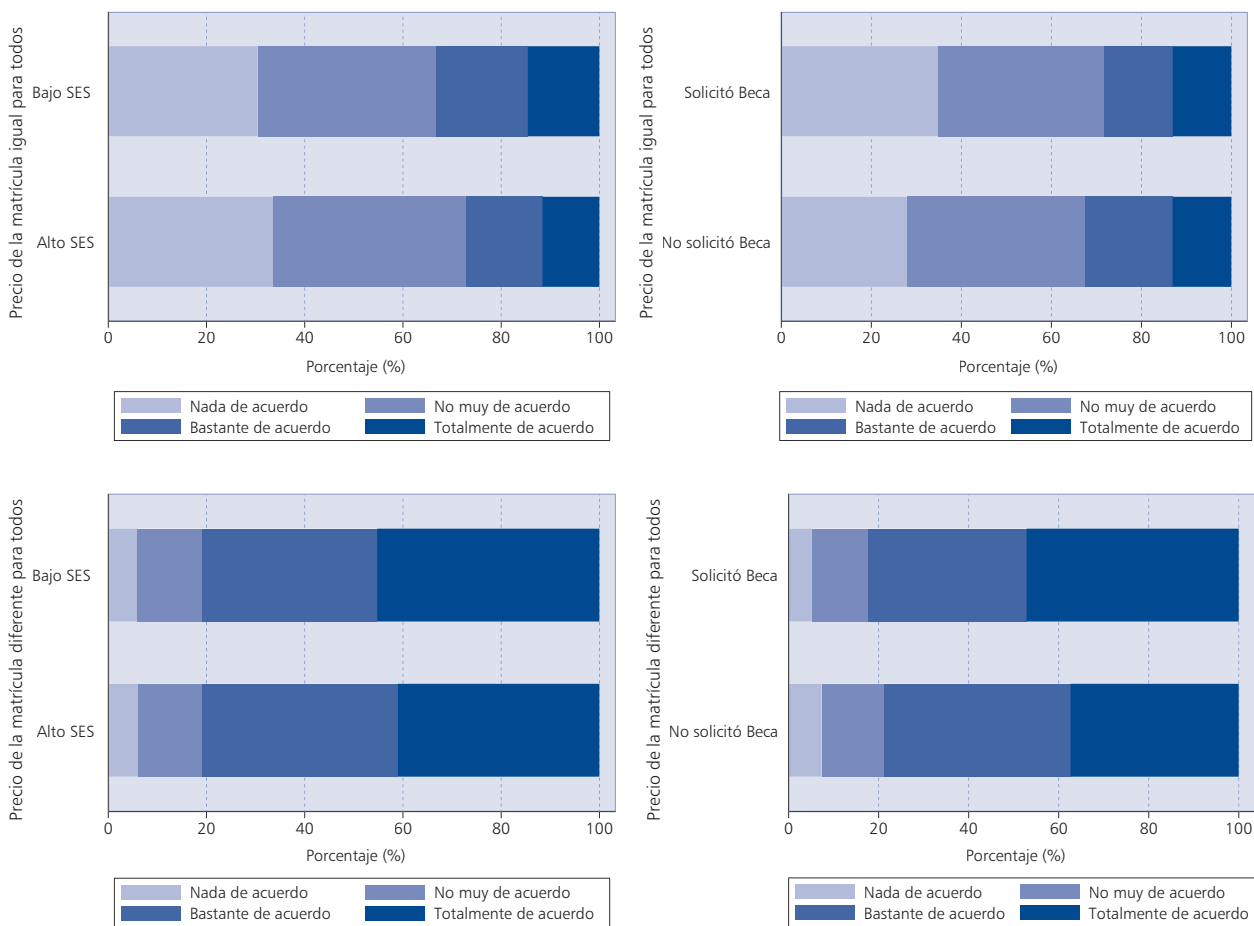 Precio de la matrícula igual para todos
Bajo SES
Alto SES
0 20 40 60 80 100
Porcentaje (%)
Nada de acuerdo No muy de acuerdo
Bastante de acuerdo Totalmente de acuerdo
Precio de la matrícula igual para todos
Solicitó Beca
No solicitó Beca
0 20 40 60 80 100
Porcentaje (%)
Nada de acuerdo No muy de acuerdo
Bastante de acuerdo Totalmente de acuerdo
Precio de la matrícula diferente para todos
Bajo SES
Alto SES
0 20 40 60 80 100
Porcentaje (%)
Nada de acuerdo No muy de acuerdo
Bastante de acuerdo Totalmente de acuerdo
Precio de la matrícula diferente para todos
Solicitó Beca
No solicitó Beca
0 20 40 60 80 100
Porcentaje (%)
Nada de acuerdo No muy de acuerdo
Bastante de acuerdo Totalmente de acuerdo